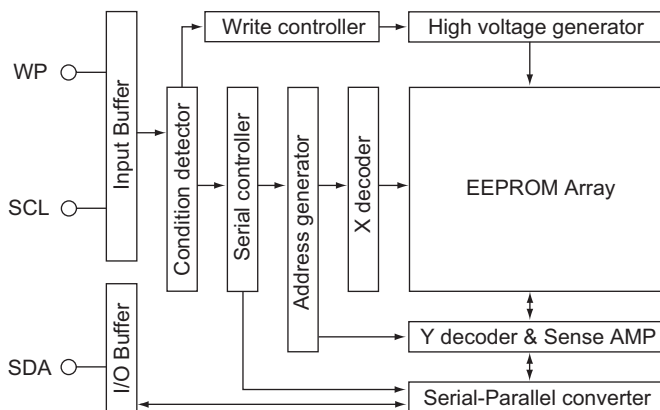 Write controller
High voltage generator
WP
Input Buffer
Condition detector
Serial controller
Address generator
X decoder
EEPROM Array
SCL
Y decoder & Sense AMP
SDA
I/O Buffer
Serial-Parallel converter